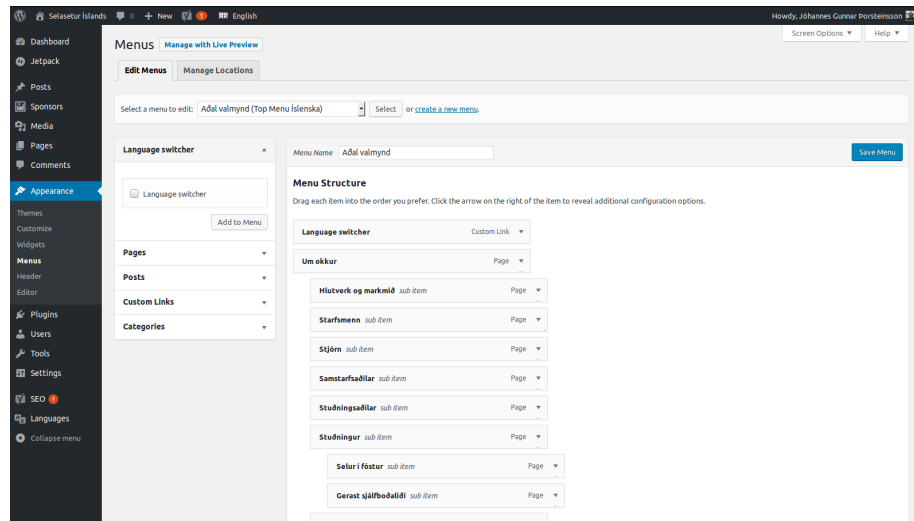 Selasetur Íslands 0 + New 1 English Howdy, Jóhannes Gunnar Þorsteinsson
Screen Options ▼ Help ▼
Dashboard
Jetpack
Posts
Sponsors
Media
Pages
Comments
Appearance
Themes
Customize
Widgets
Menus
Header
Editor
Plugins
Users
Tools
Settings
SEO 1
Languages
Collapse menu
Menus Manage with Live Preview
Edit Menus Manage Locations
Select a menu to edit: Aðal valmynd (Top Menu Íslenska) Select or create a new menu.
Language switcher
Language switcher
Add to Menu
Pages
Posts
Custom Links
Categories
Menu Name Aðal valmynd Save Menu
Menu Structure
Drag each item into the order you prefer. Click the arrow on the right of the item to reveal additional configuration options.
Language switcher Custom Link
Um okkur Page
Hlutverk og markmið sub item Page
Starfsmenn sub item Page
Stjórn sub item Page
Samstarfsaðilar sub item Page
Stuðningsaðilar sub item Page
Stuðningur sub item Page
Selur í fóstur sub item Page
Gerast sjálfboðaliði sub item Page